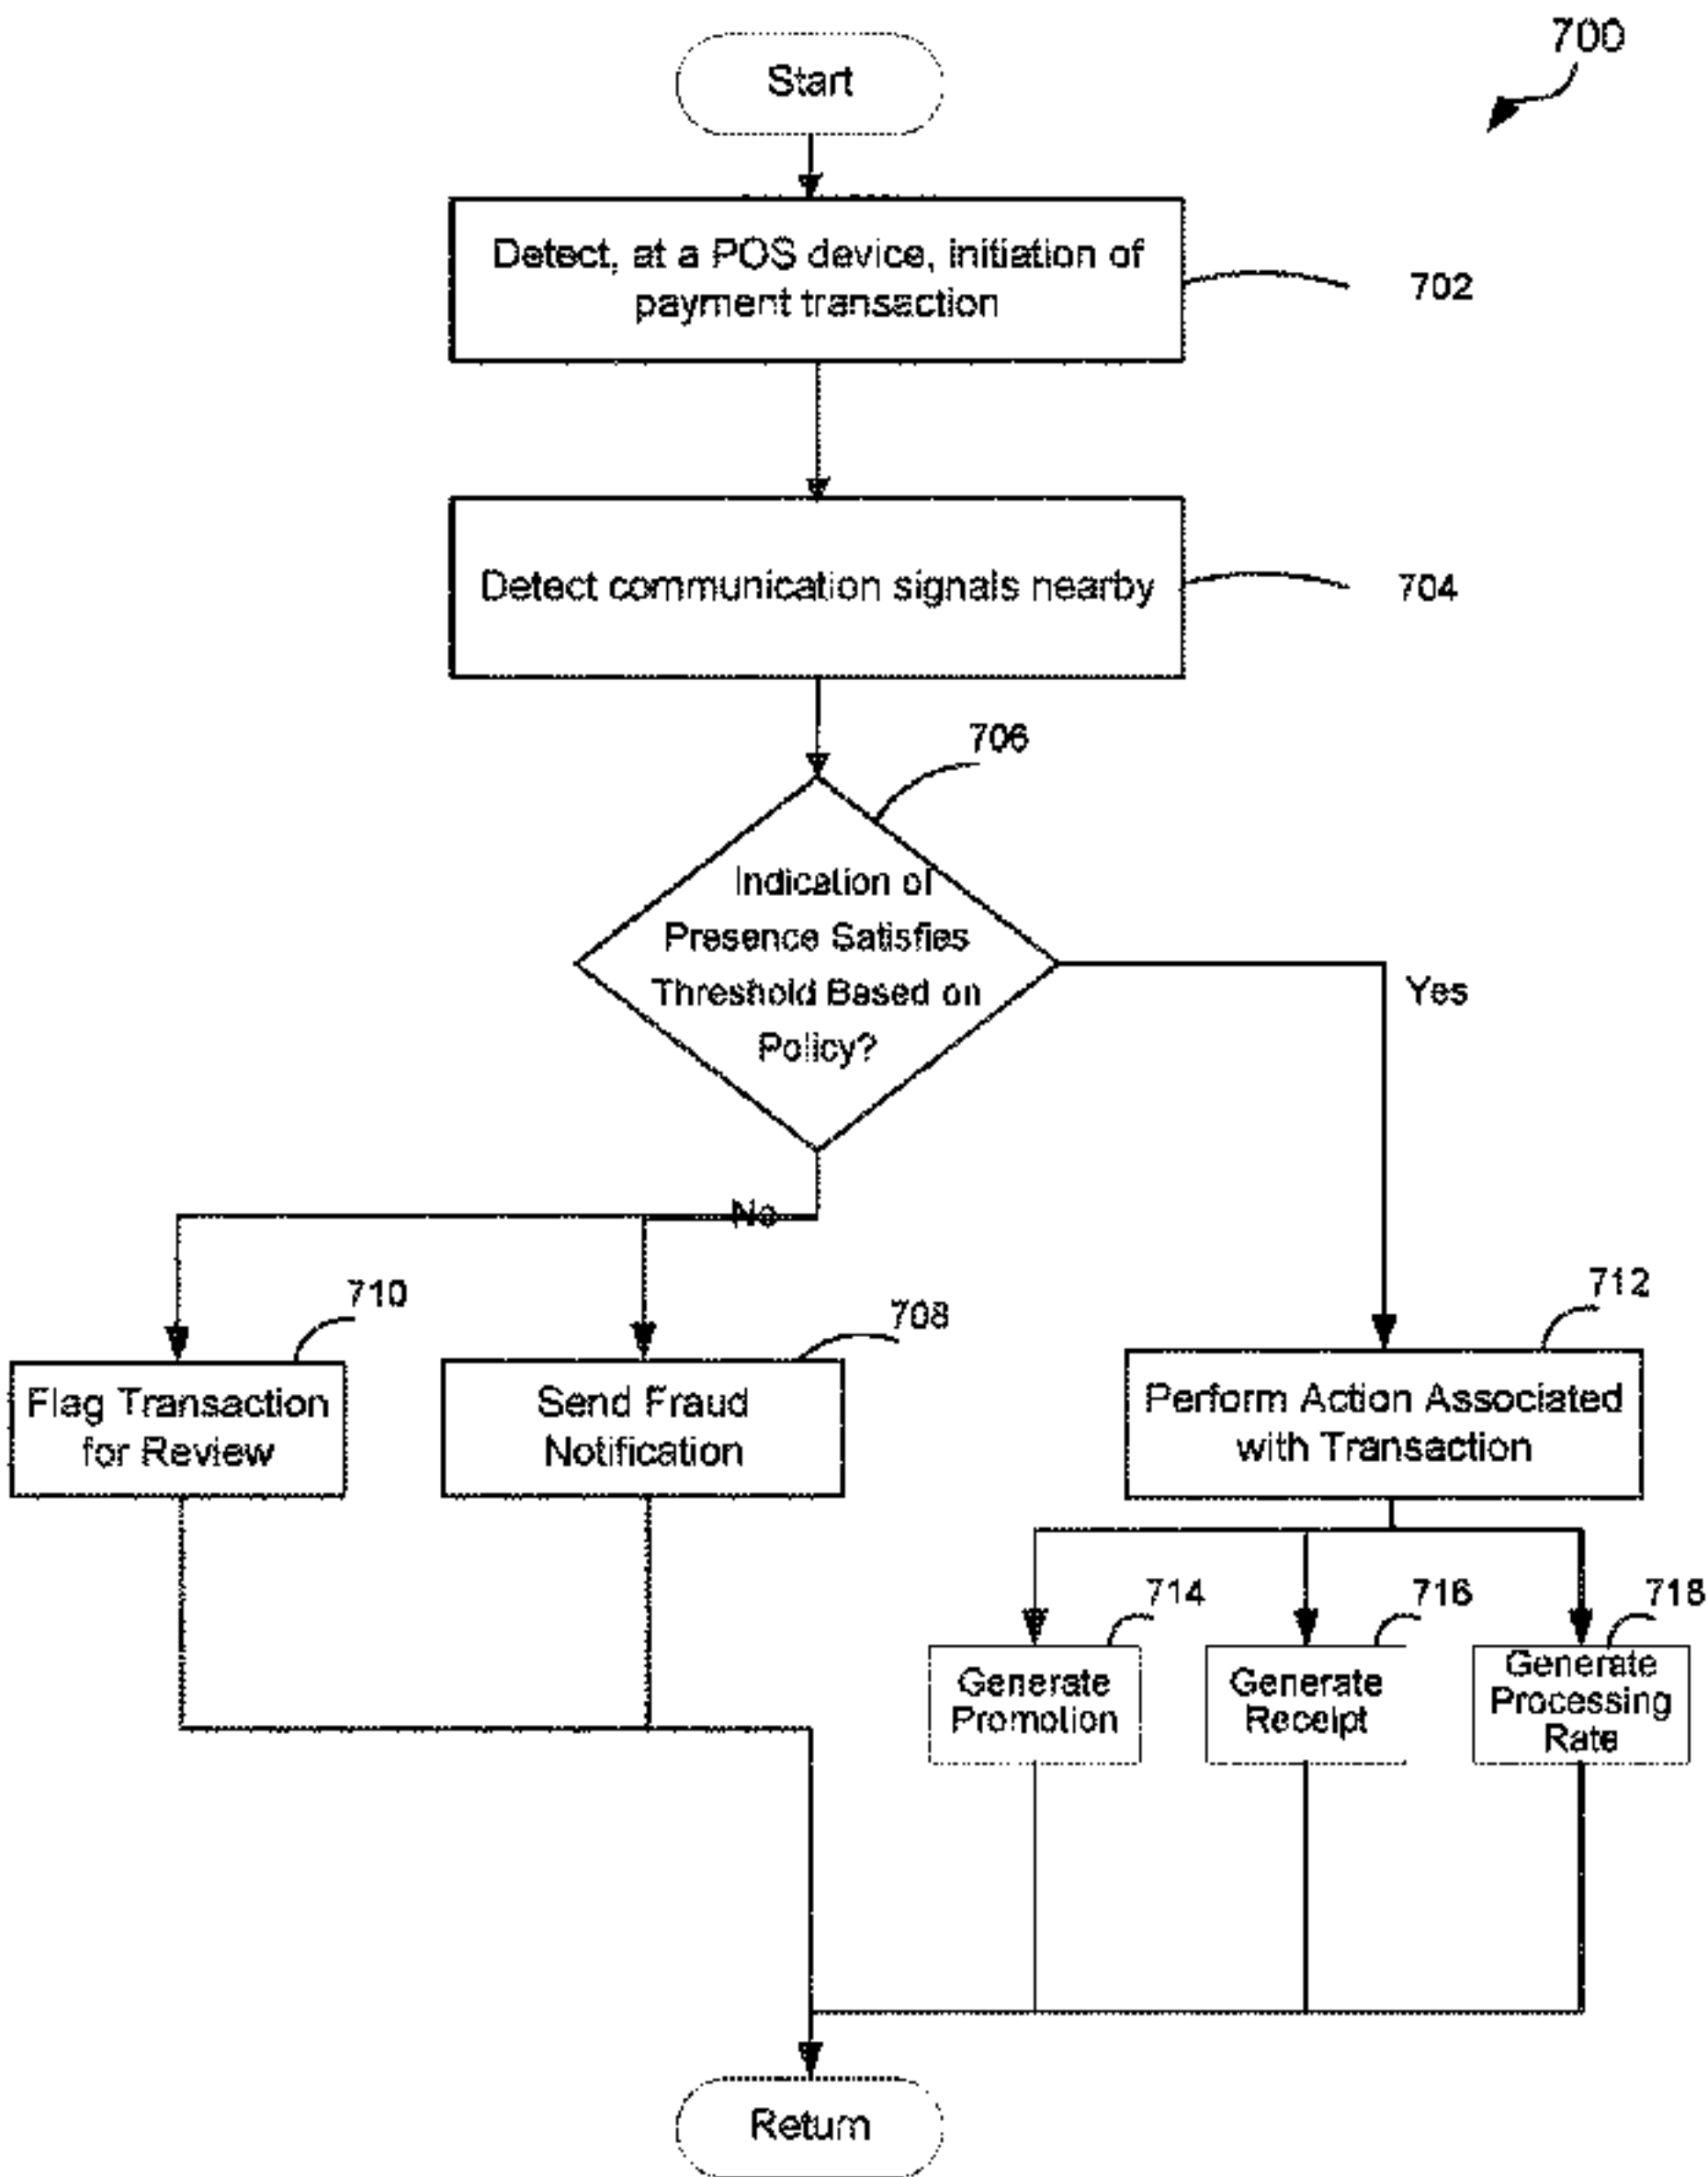 700
Start
Detect, at a POS device, initiation of
payment transaction
702
Detect communication signals nearby
704
706
Indication of
Presence Satisfies
Threshold Based on
Policy?
Yes
No
710
708
712
Flag Transaction
for Review
Send Fraud
Notification
Perform Action Associated
with Transaction
714
716
718
Generate
Promotion
Generate
Receipt
Generate
Processing
Rate
Return